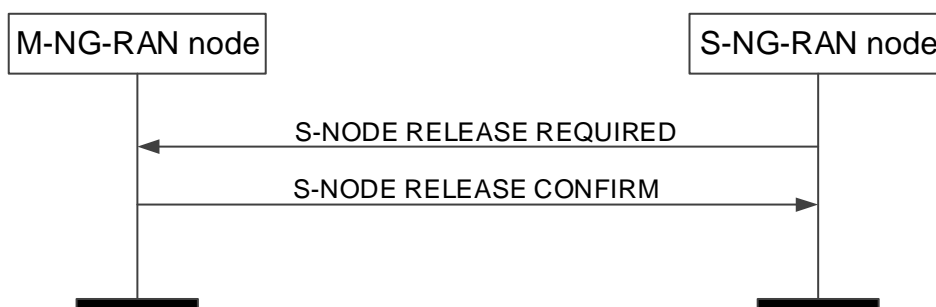 M-NG-RAN node
S-NG-RAN node
S-NODE RELEASE REQUIRED
S-NODE RELEASE CONFIRM